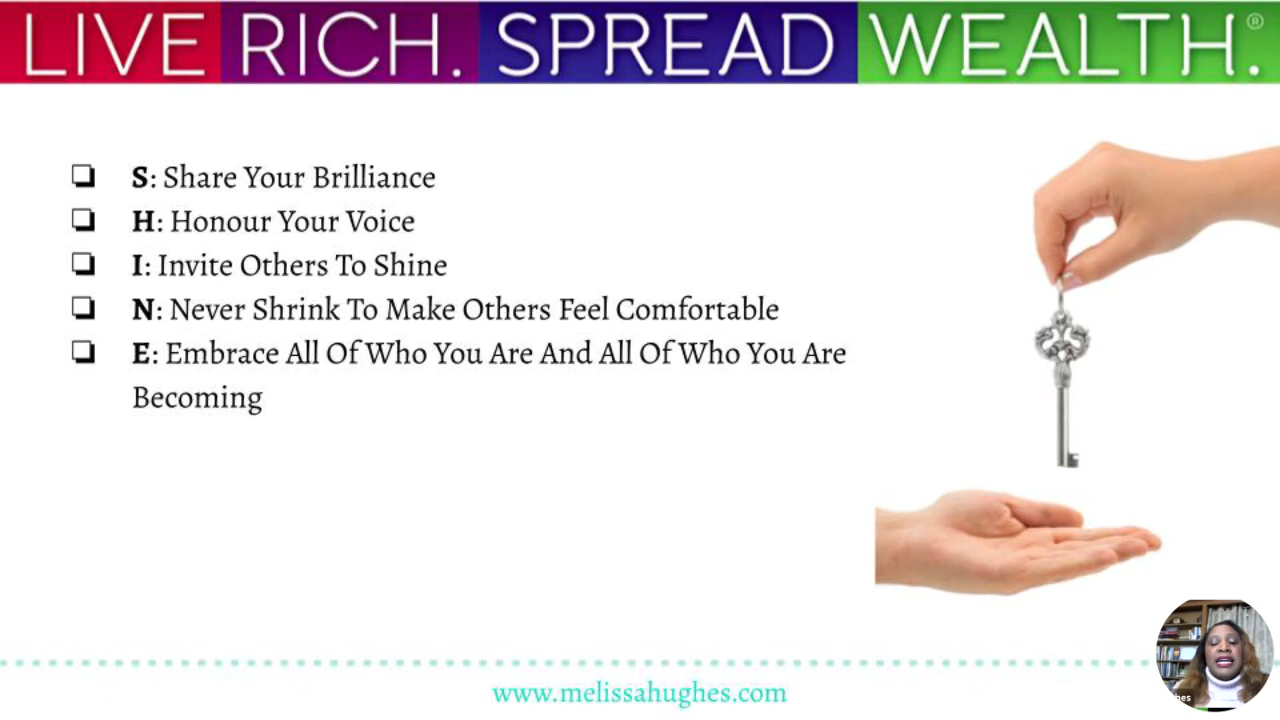 LIVE RICH. SPREAD WEALTH.®
❏ S: Share Your Brilliance
❏ H: Honour Your Voice
❏ I: Invite Others To Shine
❏ N: Never Shrink To Make Others Feel Comfortable
❏ E: Embrace All Of Who You Are And All Of Who You Are
Becoming
www.melissahughes.com
hes